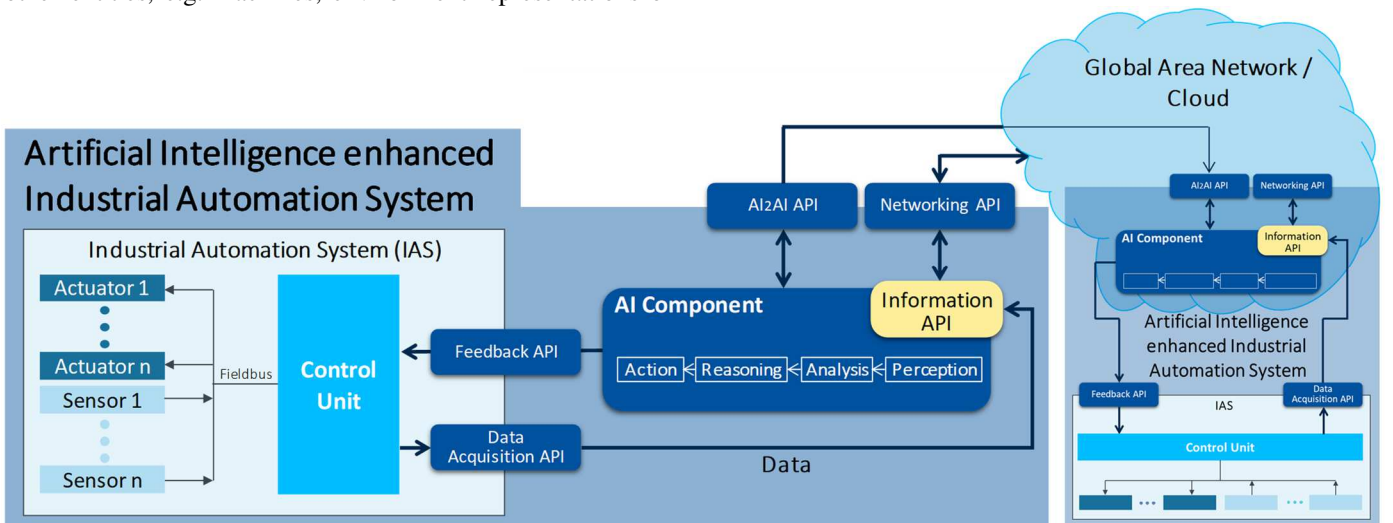 Global Area Network /
Cloud
Artificial Intelligence enhanced
Industrial Automation System
AI2AI API
Networking API
AI2AI API
Networking API
Industrial Automation System (IAS)
Actuator 1
Actuator n
Sensor 1
Sensor n
Fieldbus
Control
Unit
Feedback API
Data
Acquisition API
AI Component
Information
API
Action
Reasoning
Analysis
Perception
Data
AI Component
Information
API
Artificial Intelligence
enhanced Industrial
Automation System
Feedback API
Data
Acquisition API
IAS
Control Unit